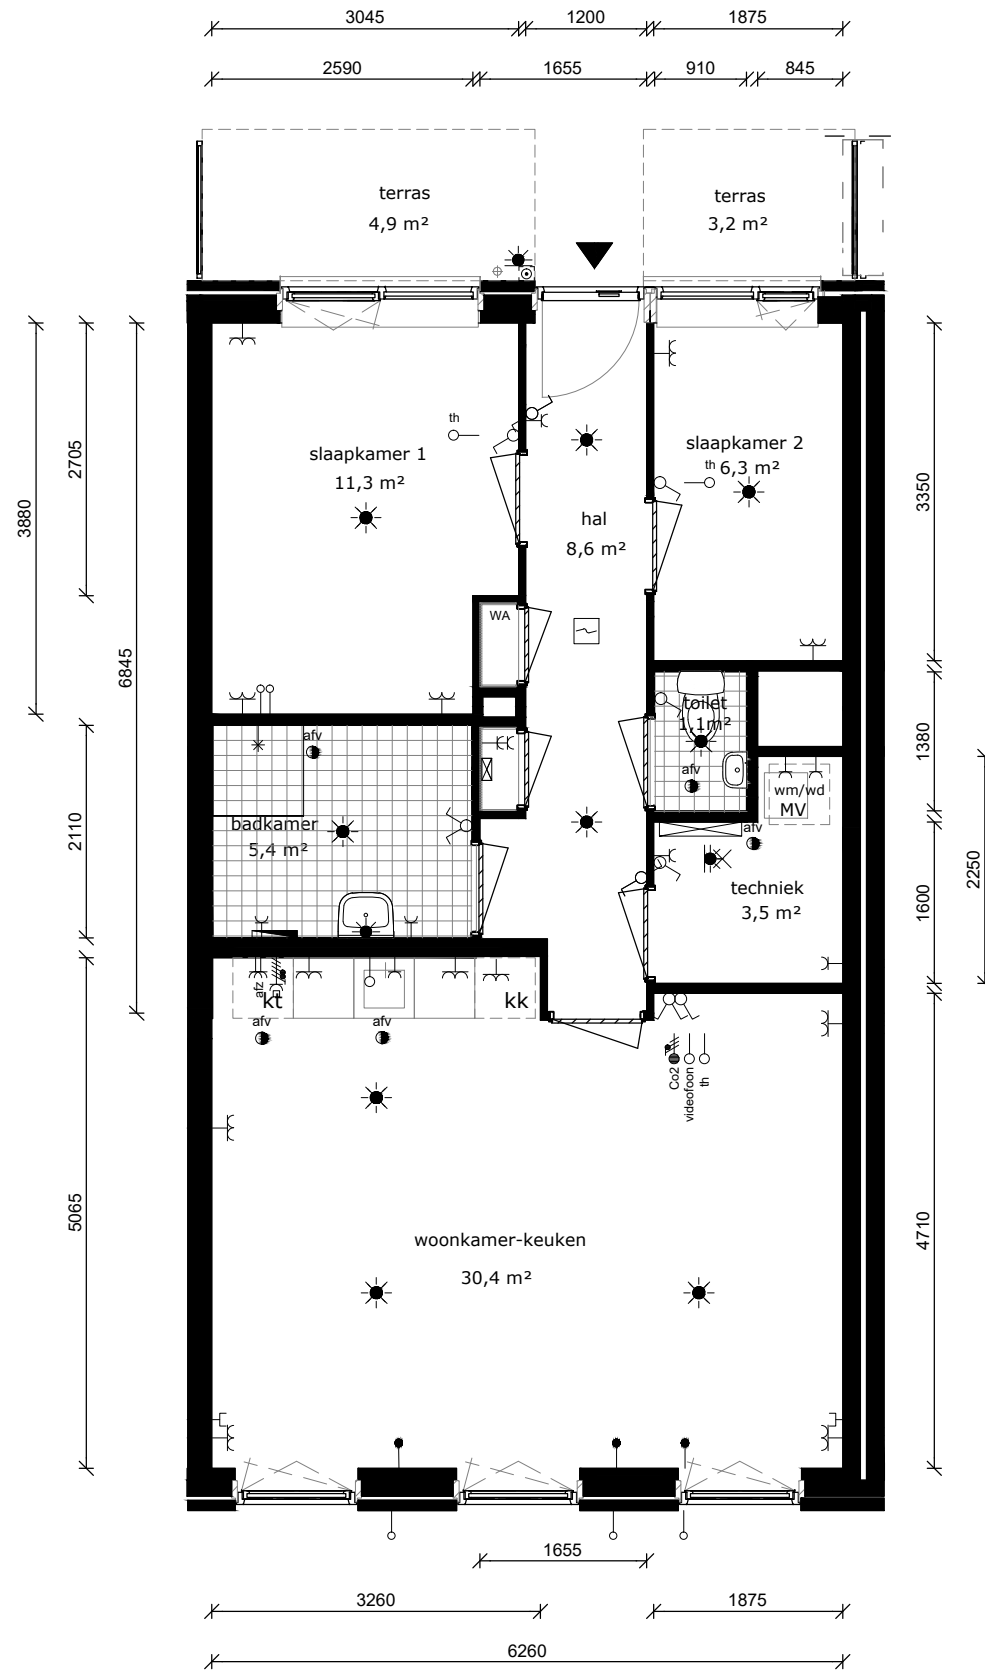 3045 1200 1875
2590 1655 910 845
terras
4,9 m²
terras
3,2 m²
3880
2705
6845
2110
5065
3350
1380
1600
2250
4710
th
slaapkamer 1
11,3 m²
slaapkamer 2
th 6,3 m²
hal
8,6 m²
WA
toilet
1,1m²
afv
afv
badkamer
5,4 m²
wm/wd
MV
afv
techniek
3,5 m²
afz
kt
kk
afv
afv
Co2
videofoon
th
woonkamer-keuken
30,4 m²
1655
3260 1875
6260